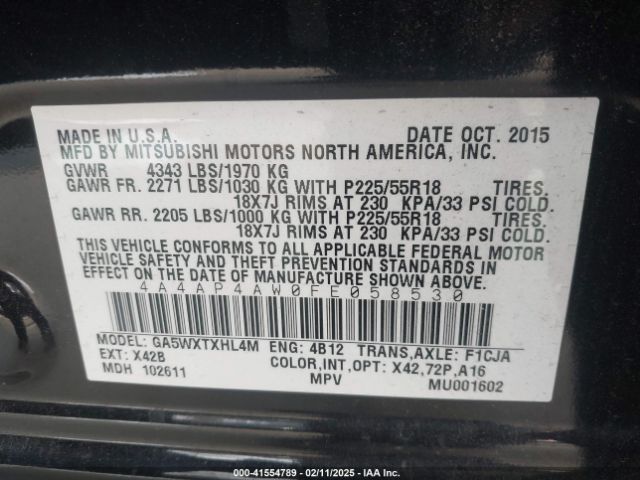 MADE IN U.S.A. DATE OCT. 2015
MFD BY MITSUBISHI MOTORS NORTH AMERICA, INC.
GVWR 4343 LBS/1970 KG
GAWR FR. 2271 LBS/1030 KG WITH P225/55R18 TIRES.
18X7J RIMS AT 230 KPA/33 PSI COLD.
GAWR RR. 2205 LBS/1000 KG WITH P225/55R18 TIRES.
18X7J RIMS AT 230 KPA/33 PSI COLD.
THIS VEHICLE CONFORMS TO ALL APPLICABLE FEDERAL MOTOR
VEHICLE SAFETY AND THEFT PREVENTION STANDARDS IN
EFFECT ON THE DATE OF MANUFACTURE SHOWN ABOVE.
4A4AP4AW0FE058530
MODEL: GA5WXTXHL4M ENG: 4B12 TRANS,AXLE: F1CJA
EXT: X42B COLOR,INT,OPT: X42,72P,A16
MDH 102611 MPV MU001602
000-41554789 - 02/11/2025 - IAA Inc.